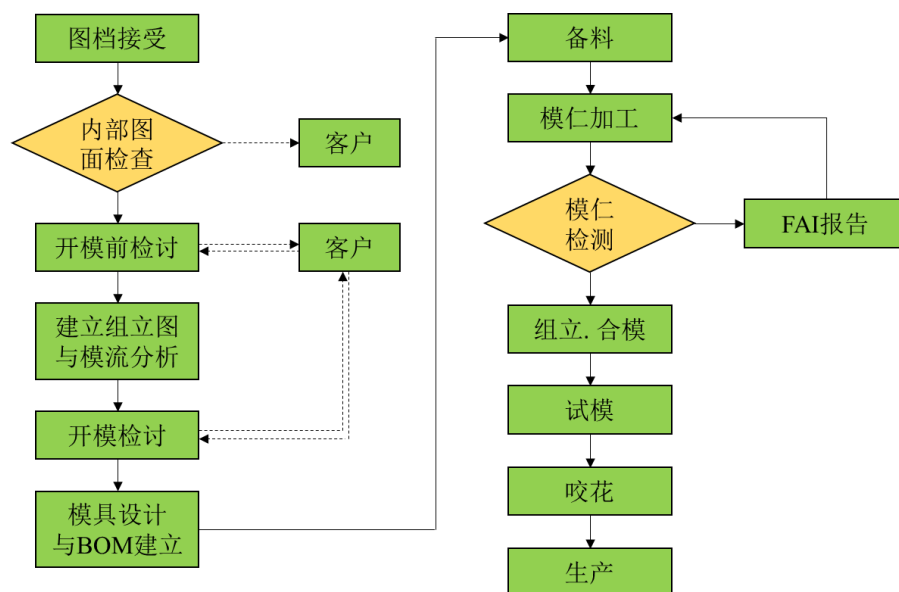 图档接受
内部图
面检查
客户
开模前检讨
客户
建立组立图
与模流分析
开模检讨
模具设计
与BOM建立
备料
模仁加工
模仁
检测
FAI报告
组立. 合模
试模
咬花
生产